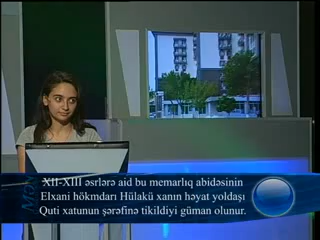 XII-XIII əsrlərə aid bu memarlıq abidəsinin
Elxani hökmdarı Hülakü xanın həyat yoldaşı
Quti xatunun şərəfinə tikildiyi güman olunur.